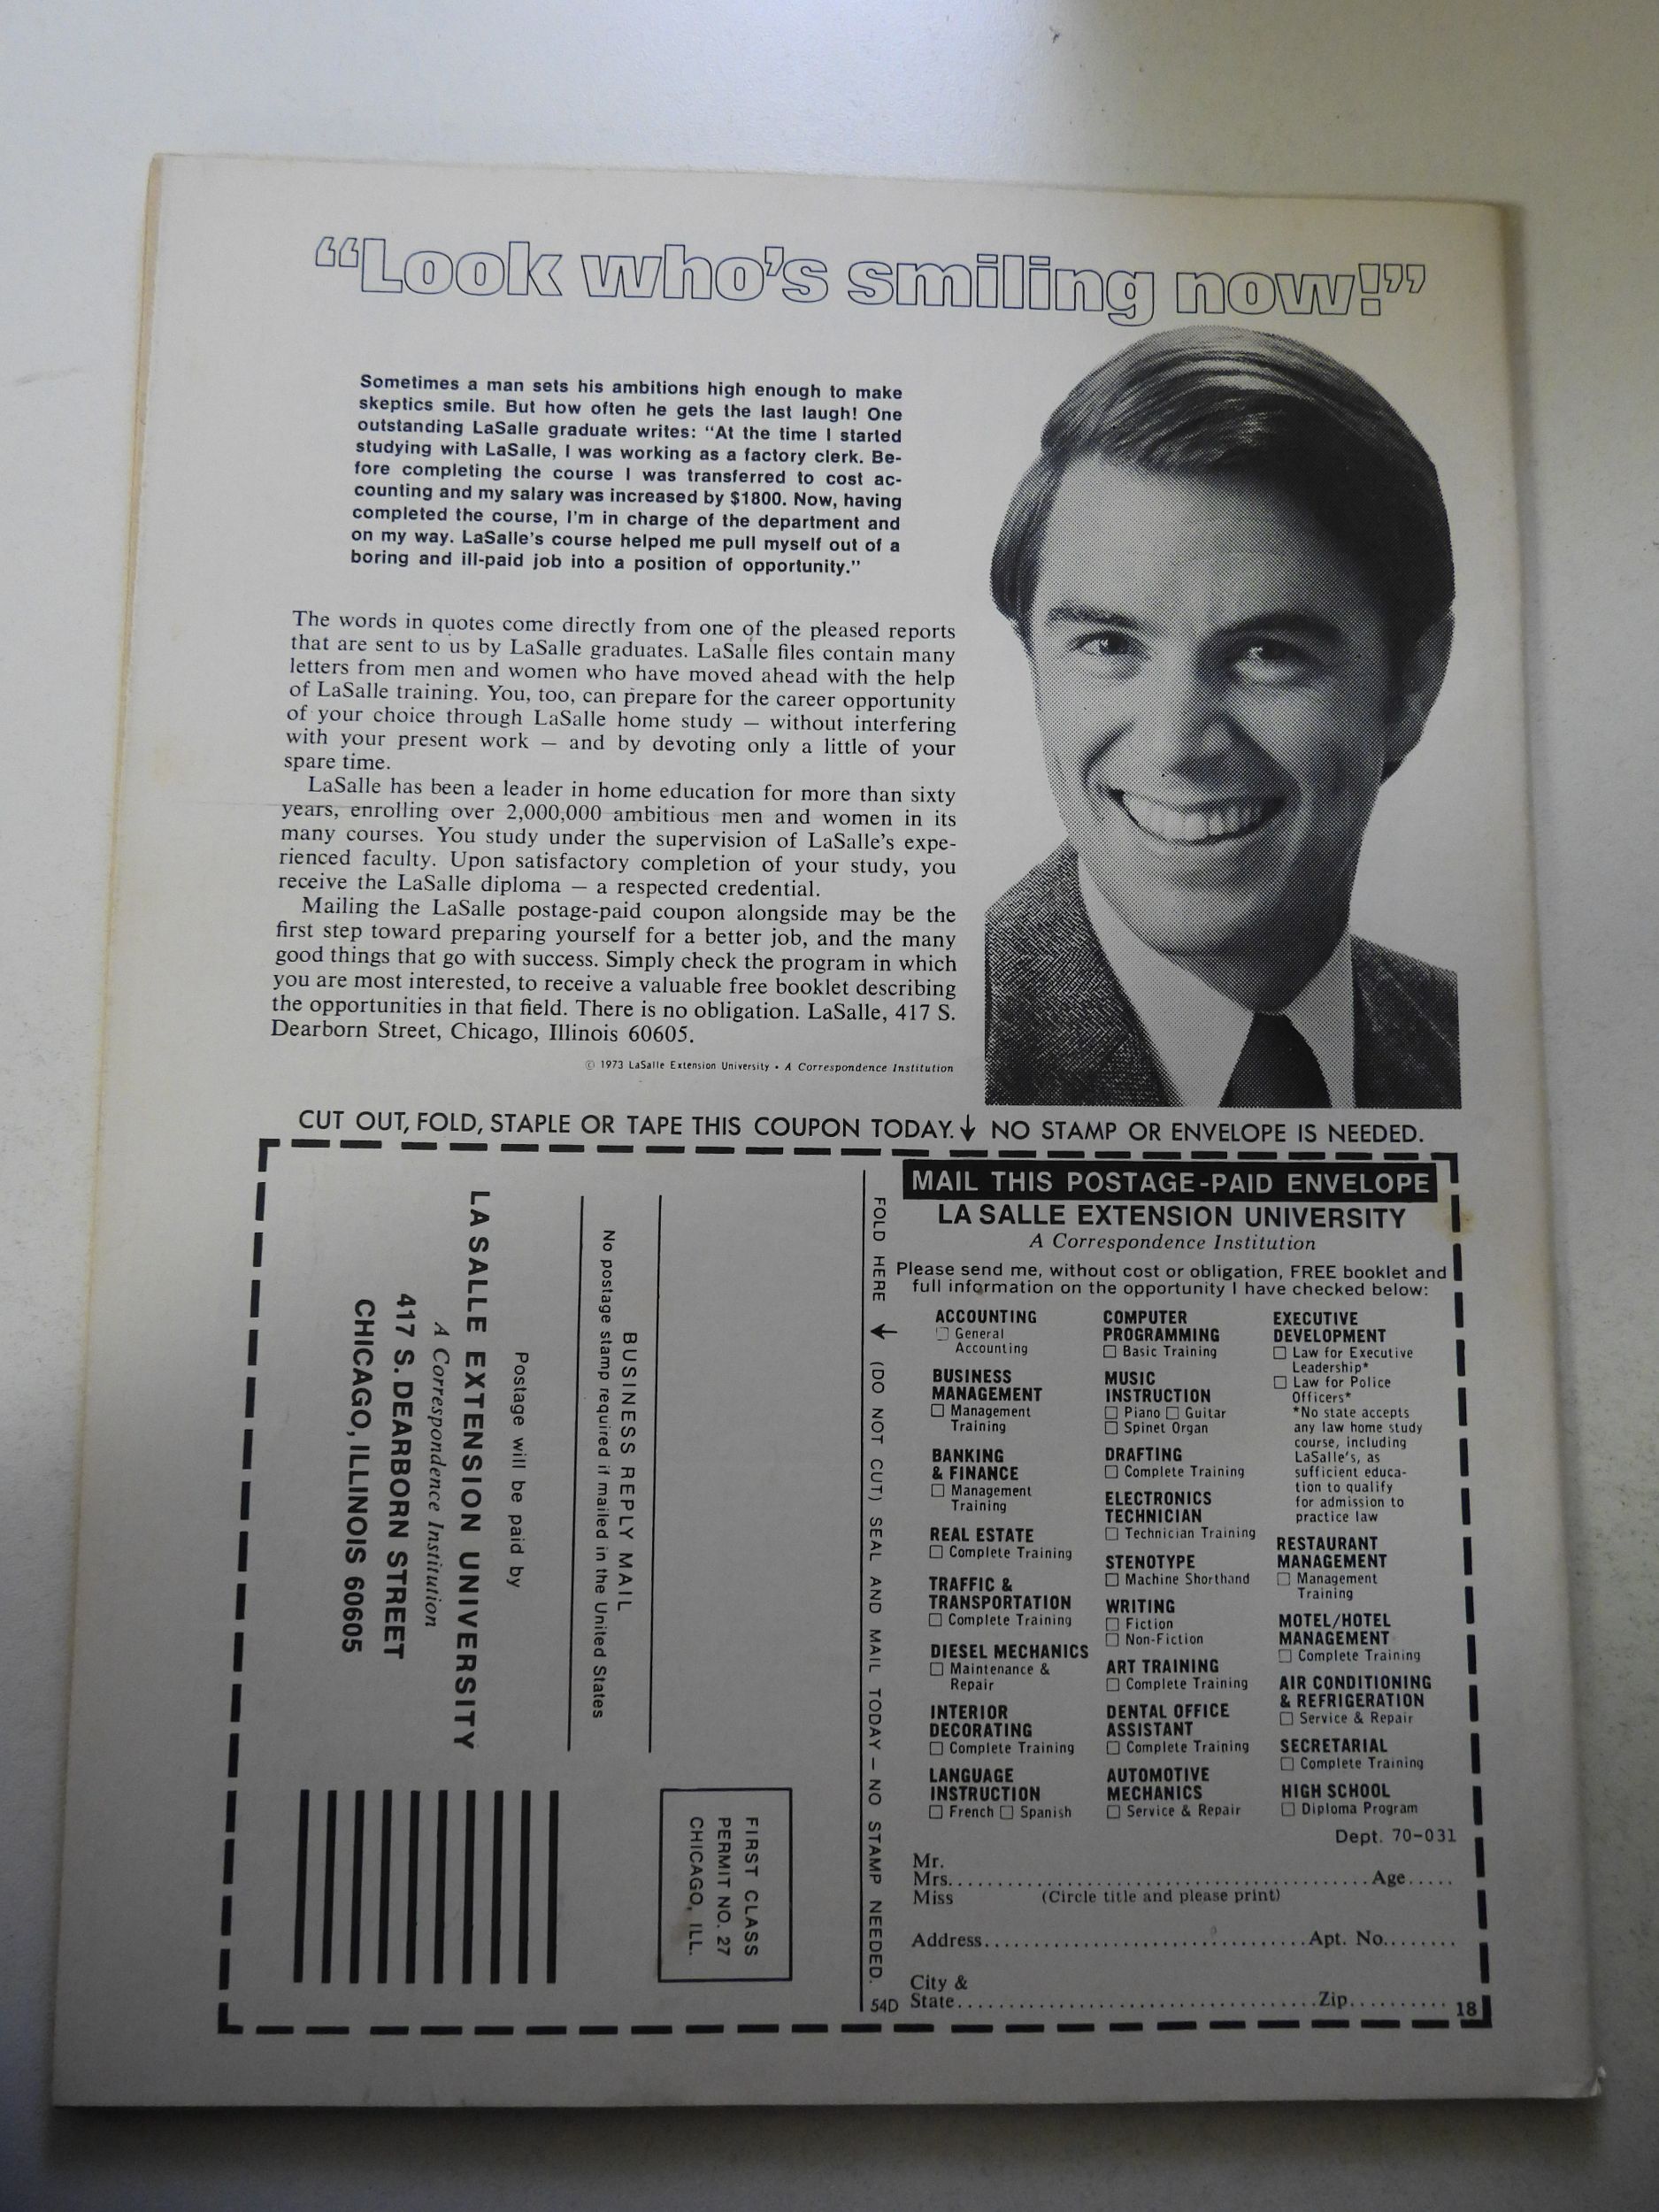 “Look who’s smiling now!”
Sometimes a man sets his ambitions high enough to make
skeptics smile. But how often he gets the last laugh! One
outstanding LaSalle graduate writes: “At the time I started
studying with LaSalle, I was working as a factory clerk. Be-
fore completing the course I was transferred to cost ac-
counting and my salary was increased by $1800. Now, having
completed the course, I’m in charge of the department and
on my way. LaSalle’s course helped me pull myself out of a
boring and ill-paid job into a position of opportunity.”
The words in quotes come directly from one of the pleased reports
that are sent to us by LaSalle graduates. LaSalle files contain many
letters from men and women who have moved ahead with the help
of LaSalle training. You, too, can prepare for the career opportunity
of your choice through LaSalle home study — without interfering
with your present work — and by devoting only a little of your
spare time.
LaSalle has been a leader in home education for more than sixty
years, enrolling over 2,000,000 ambitious men and women in its
many courses. You study under the supervision of LaSalle’s expe-
rienced faculty. Upon satisfactory completion of your study, you
receive the LaSalle diploma — a respected credential.
Mailing the LaSalle postage-paid coupon alongside may be the
first step toward preparing yourself for a better job, and the many
good things that go with success. Simply check the program in which
you are most interested, to receive a valuable free booklet describing
the opportunities in that field. There is no obligation. LaSalle, 417 S.
Dearborn Street, Chicago, Illinois 60605.
© 1973 LaSalle Extension University • A Correspondence Institution
CUT OUT, FOLD, STAPLE OR TAPE THIS COUPON TODAY.↓ NO STAMP OR ENVELOPE IS NEEDED.
FIRST CLASS
PERMIT NO. 27
CHICAGO, ILL.
BUSINESS REPLY MAIL
No postage stamp required if mailed in the United States
Postage will be paid by
LA SALLE EXTENSION UNIVERSITY
A Correspondence Institution
417 S. DEARBORN STREET
CHICAGO, ILLINOIS 60605
FOLD HERE ↓ (DO NOT CUT) SEAL AND MAIL TODAY — NO STAMP NEEDED.
54D
MAIL THIS POSTAGE-PAID ENVELOPE
LA SALLE EXTENSION UNIVERSITY
A Correspondence Institution
Please send me, without cost or obligation, FREE booklet and
full information on the opportunity I have checked below:
ACCOUNTING
☐ General
Accounting
BUSINESS
MANAGEMENT
☐ Management
Training
BANKING
& FINANCE
☐ Management
Training
REAL ESTATE
☐ Complete Training
TRAFFIC &
TRANSPORTATION
☐ Complete Training
DIESEL MECHANICS
☐ Maintenance &
Repair
INTERIOR
DECORATING
☐ Complete Training
LANGUAGE
INSTRUCTION
☐ French ☐ Spanish
COMPUTER
PROGRAMMING
☐ Basic Training
MUSIC
INSTRUCTION
☐ Piano ☐ Guitar
☐ Spinet Organ
DRAFTING
☐ Complete Training
ELECTRONICS
TECHNICIAN
☐ Technician Training
STENOTYPE
☐ Machine Shorthand
WRITING
☐ Fiction
☐ Non-Fiction
ART TRAINING
☐ Complete Training
DENTAL OFFICE
ASSISTANT
☐ Complete Training
AUTOMOTIVE
MECHANICS
☐ Service & Repair
EXECUTIVE
DEVELOPMENT
☐ Law for Executive
Leadership*
☐ Law for Police
Officers*
*No state accepts
any law home study
course, including
LaSalle’s, as
sufficient educa-
tion to qualify
for admission to
practice law
RESTAURANT
MANAGEMENT
☐ Management
Training
MOTEL/HOTEL
MANAGEMENT
☐ Complete Training
AIR CONDITIONING
& REFRIGERATION
☐ Service & Repair
SECRETARIAL
☐ Complete Training
HIGH SCHOOL
☐ Diploma Program
Dept. 70-031
Mr.
Mrs. Age
Miss (Circle title and please print)
Address Apt. No.
City &
State Zip
18